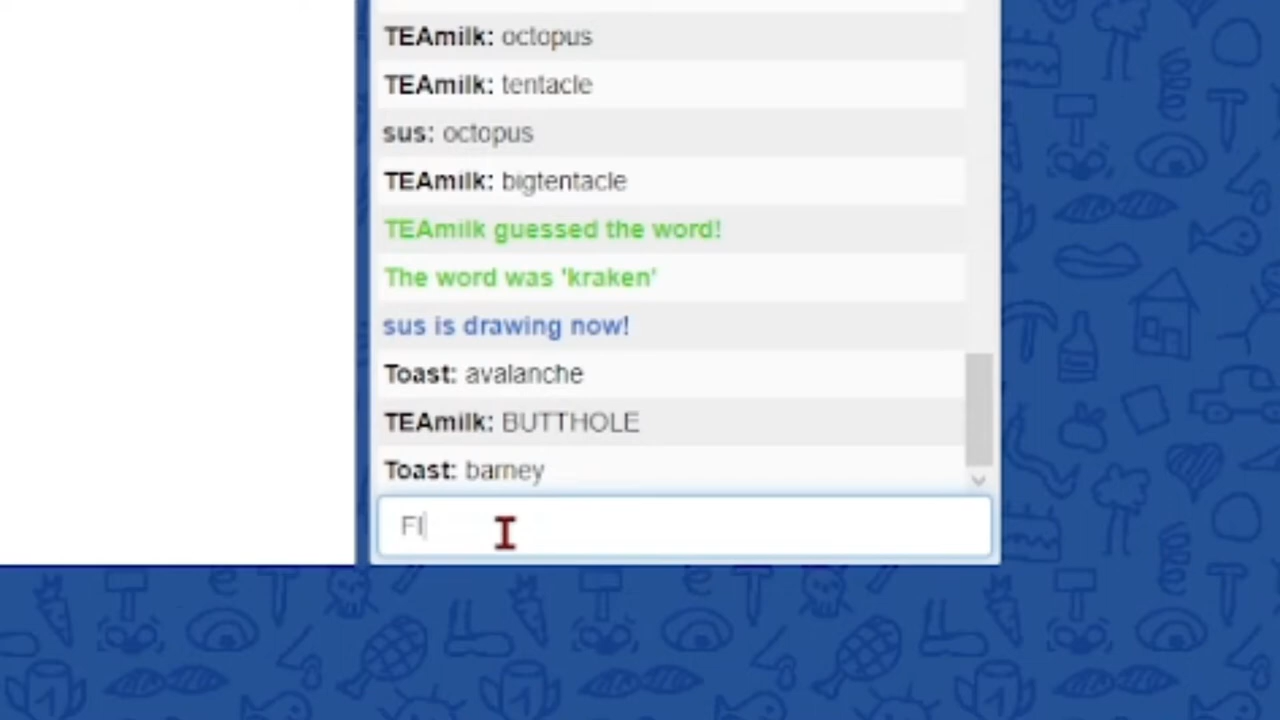 TEAmilk: octopus
TEAmilk: tentacle
sus: octopus
TEAmilk: bigtentacle
TEAmilk guessed the word!
The word was 'kraken'
sus is drawing now!
Toast: avalanche
TEAmilk: BUTTHOLE
Toast: barney
FI